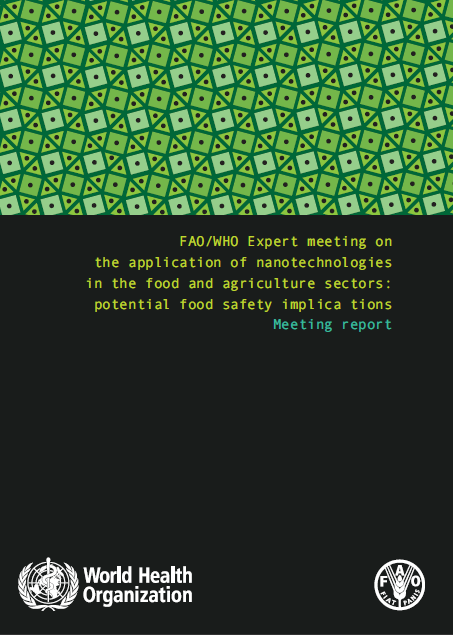 FAO/WHO Expert meeting on
the application of nanotechnologies
in the food and agriculture sectors:
potential food safety implica tions
Meeting report
World Health
Organization
F A O
FIAT PANIS